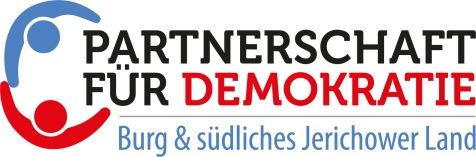 PARTNERSCHAFT
FÜR DEMOKRATIE
Burg & südliches Jerichower Land